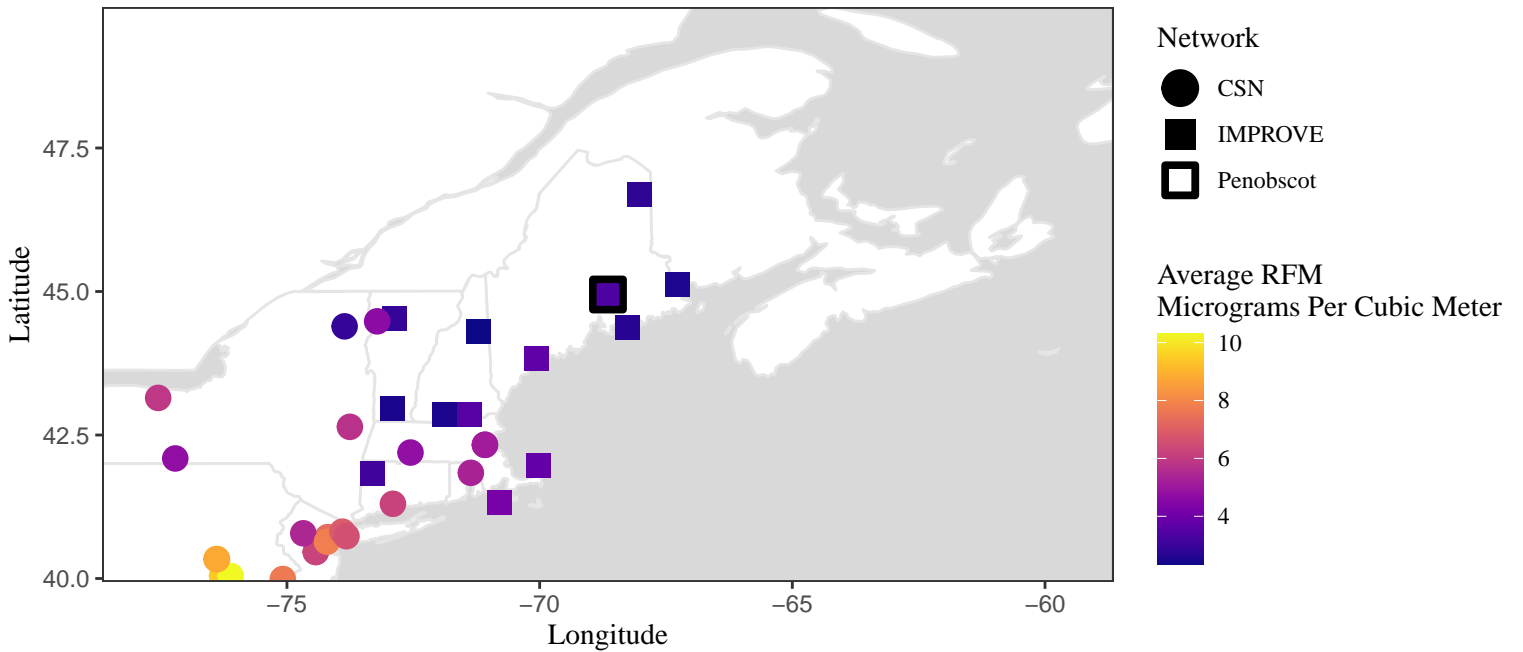 Network
CSN
IMPROVE
Penobscot
Average RFM
Micrograms Per Cubic Meter
10
8
6
4
47.5
45.0
42.5
40.0
Latitude
−75
−70
−65
−60
Longitude